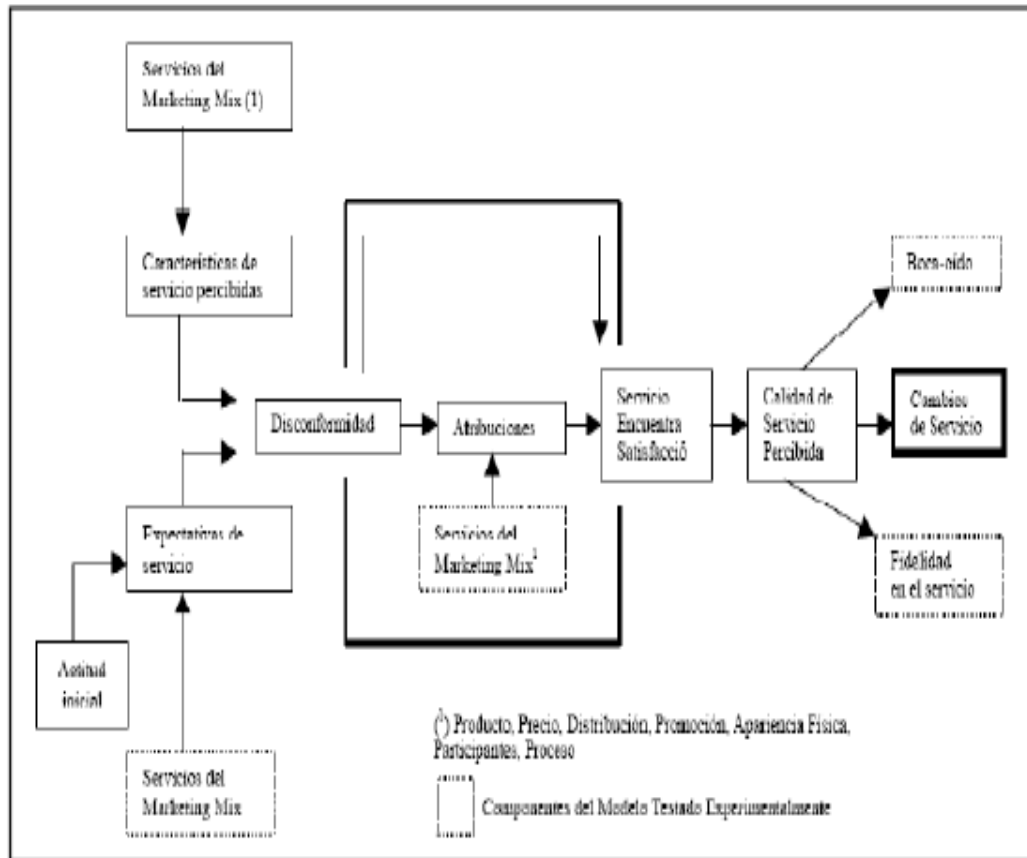 Servicios del
Marketing Mix (1)
Características de
servicio percibidas
Disconformidad
Atribuciones
Servicios del
Marketing Mix²
Expectativas de
servicio
Actitud
inicial
Servicios del
Marketing Mix
Servicio
Encuentra
Satisfacció
Calidad de
Servicio
Percibida
Boca-oído
Cambios
de Servicio
Fidelidad
en el servicio
(¹) Producto, Precio, Distribución, Promoción, Apariencia Física,
Participantes, Proceso
Componentes del Modelo Testado Experimentalmente